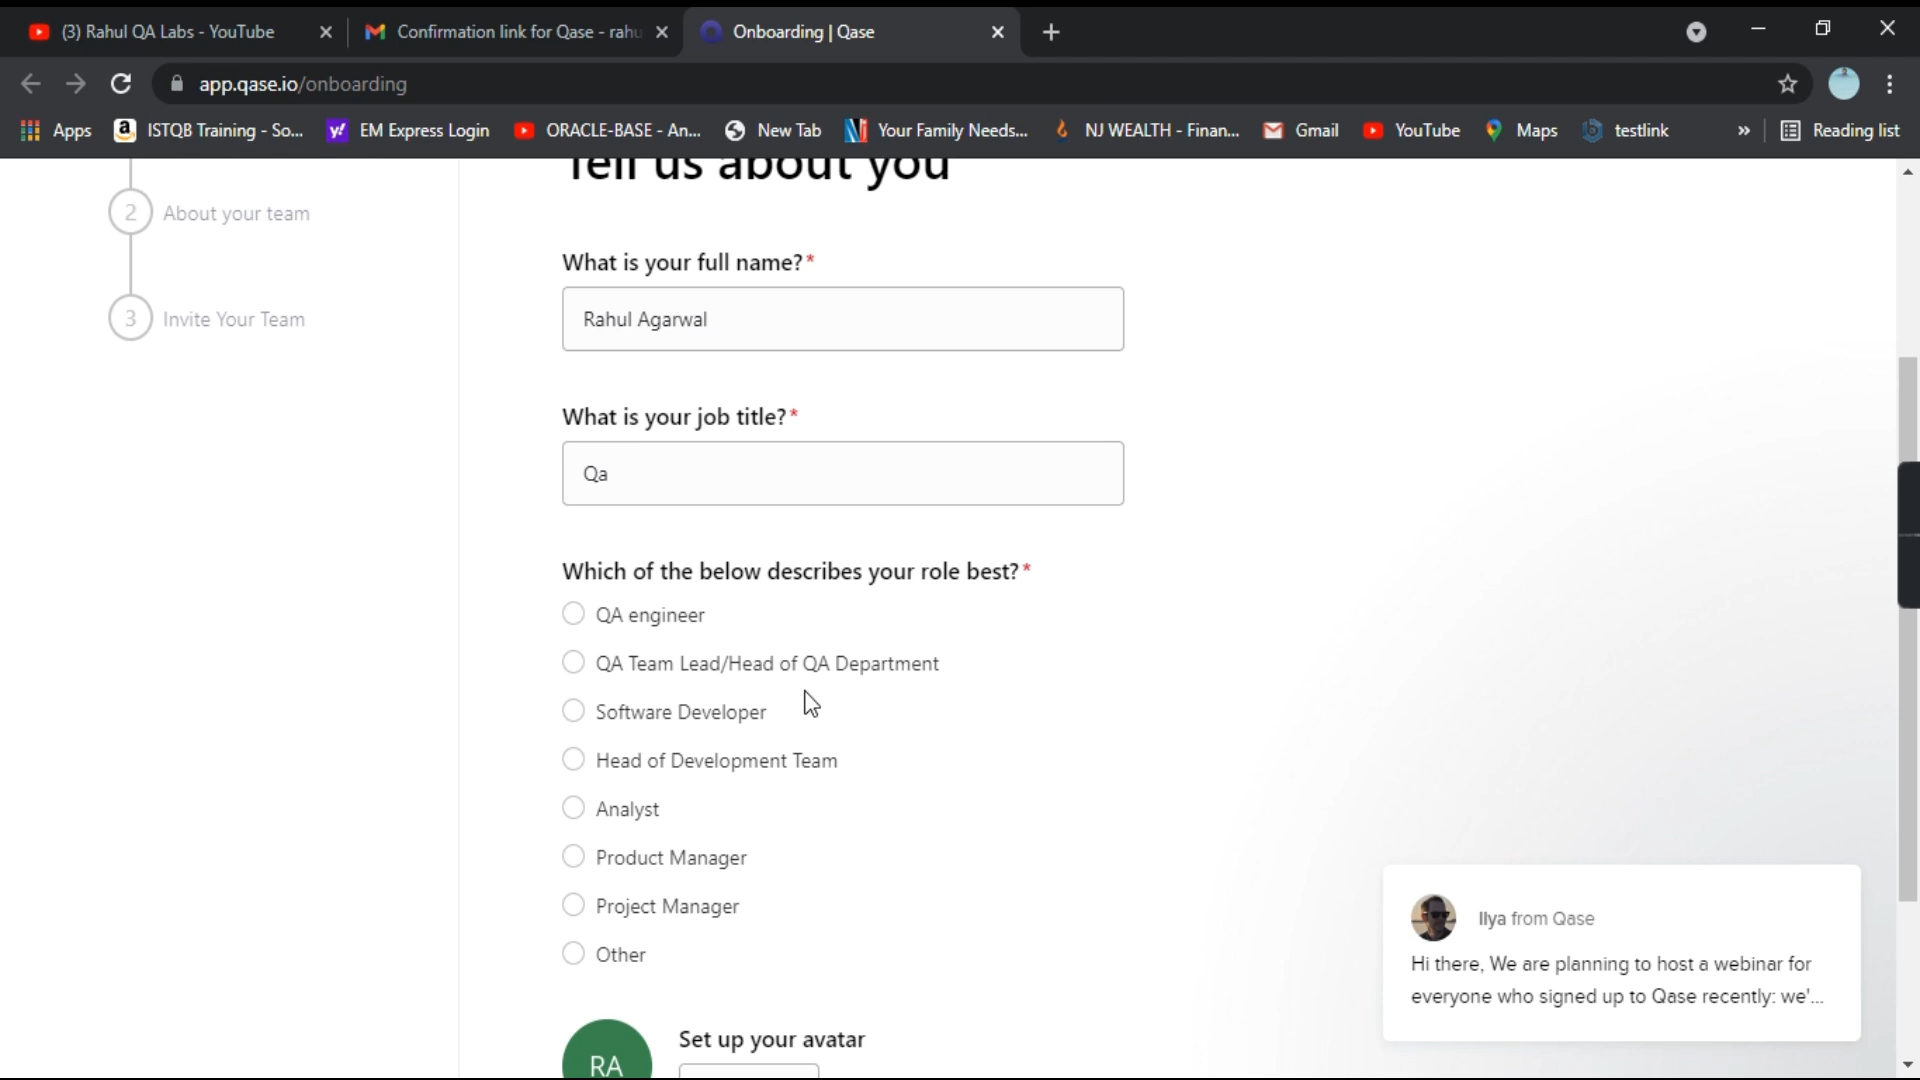 (3) Rahul QA Labs - YouTube
Confirmation link for Qase - rahu
Onboarding | Qase
app.qase.io/onboarding
Apps
ISTQB Training - So...
EM Express Login
ORACLE-BASE - An...
New Tab
Your Family Needs...
NJ WEALTH - Finan...
Gmail
YouTube
Maps
testlink
»
Reading list
Tell us about you
2 About your team
3 Invite Your Team
What is your full name?*
Rahul Agarwal
What is your job title?*
Qa
Which of the below describes your role best?*
QA engineer
QA Team Lead/Head of QA Department
Software Developer
Head of Development Team
Analyst
Product Manager
Project Manager
Other
RA
Set up your avatar
Ilya from Qase
Hi there, We are planning to host a webinar for
everyone who signed up to Qase recently: we'...